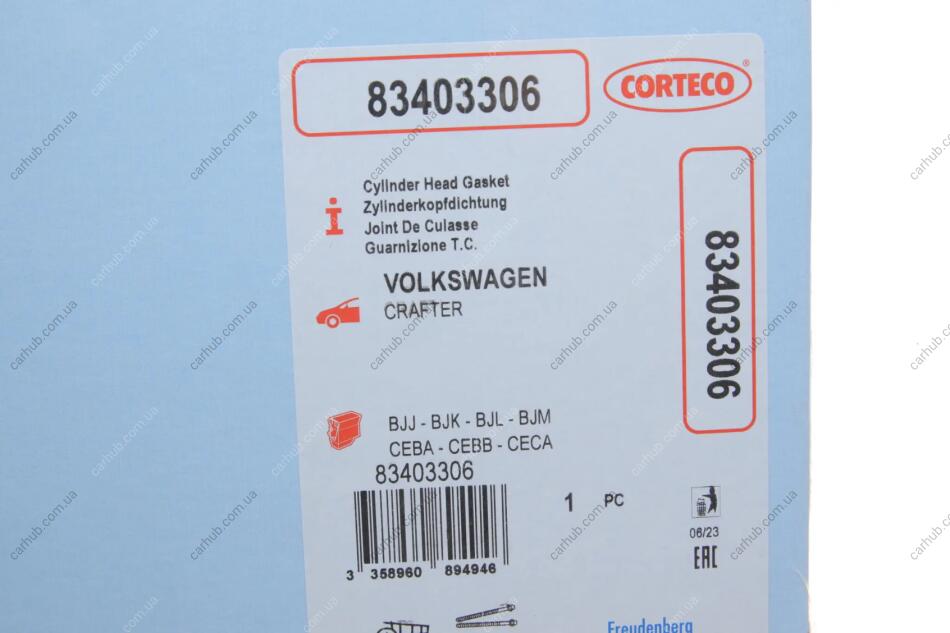 83403306
CORTECO®
Cylinder Head Gasket
Zylinderkopfdichtung
Joint De Culasse
Guarnizione T.C.
VOLKSWAGEN
CRAFTER
83403306
BJJ - BJK - BJL - BJM
CEBA - CEBB - CECA
83403306
1 PC
06/23
EAC
3 358960 894946
Freudenberg
carhub.com.ua